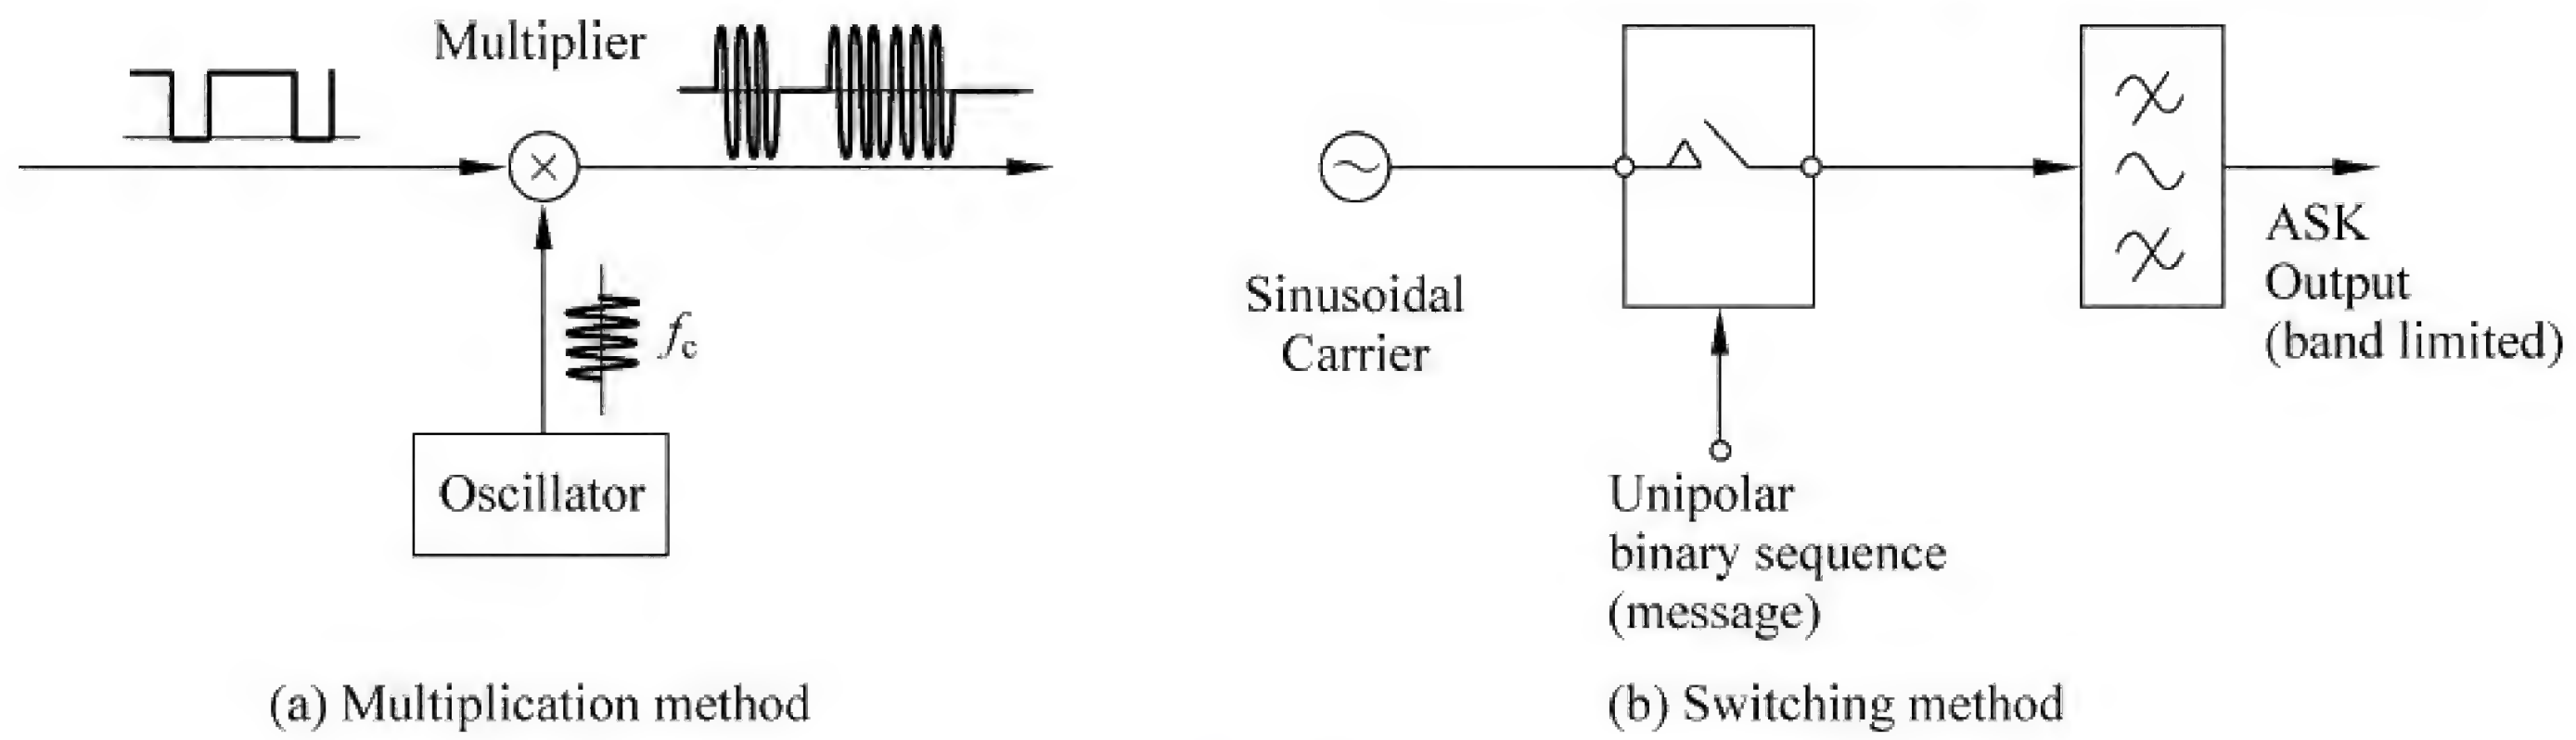 Multiplier
f_c
Oscillator
(a) Multiplication method
Sinusoidal
Carrier
Unipolar
binary sequence
(message)
ASK
Output
(band limited)
(b) Switching method